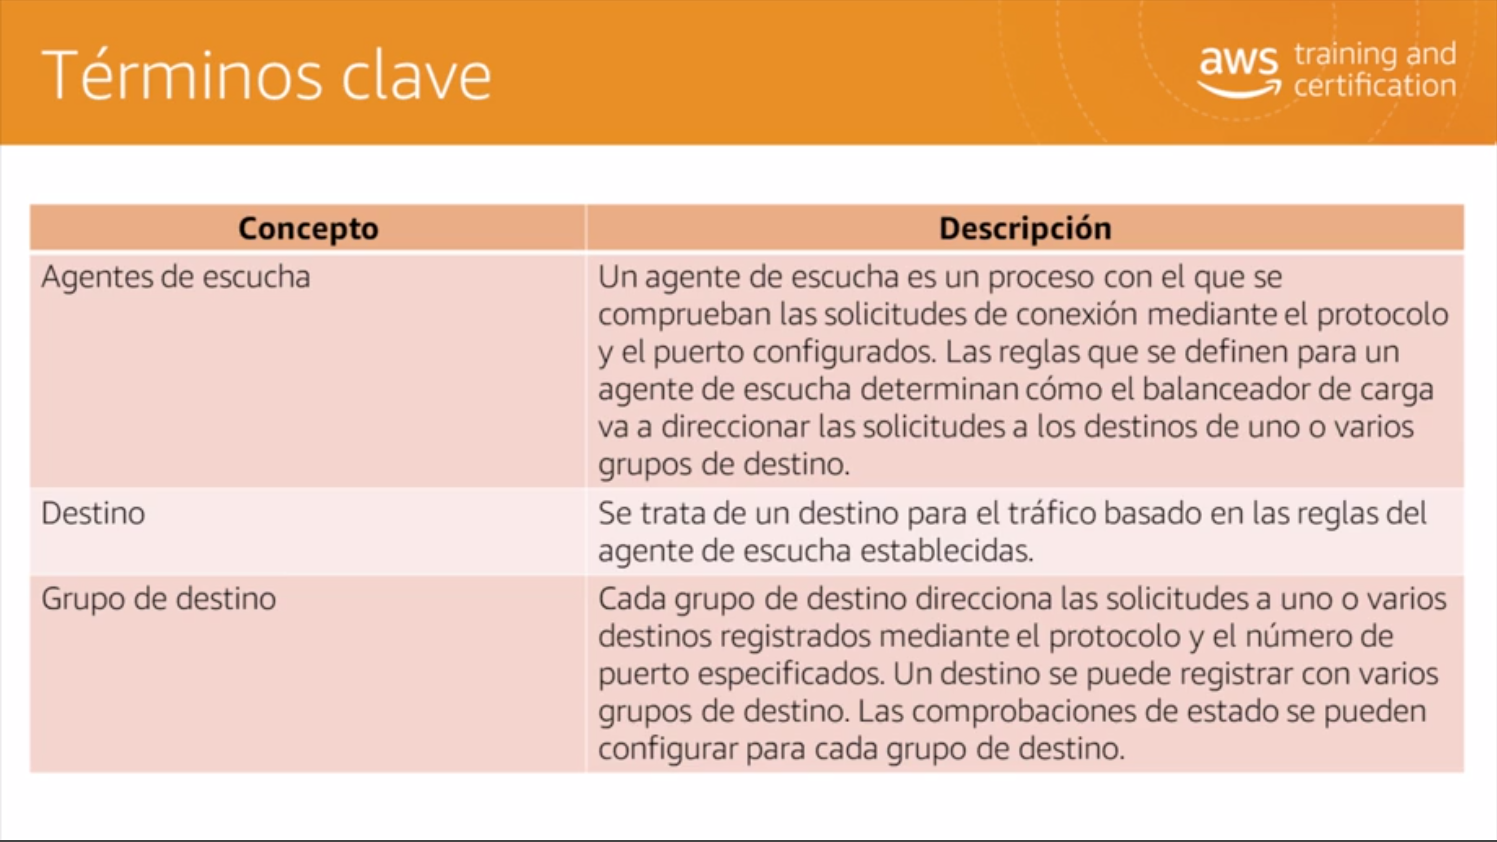 Términos clave
aws training and
certification
Concepto
Descripción
Agentes de escucha
Un agente de escucha es un proceso con el que se
comprueban las solicitudes de conexión mediante el protocolo
y el puerto configurados. Las reglas que se definen para un
agente de escucha determinan cómo el balanceador de carga
va a direccionar las solicitudes a los destinos de uno o varios
grupos de destino.
Destino
Se trata de un destino para el tráfico basado en las reglas del
agente de escucha establecidas.
Grupo de destino
Cada grupo de destino direcciona las solicitudes a uno o varios
destinos registrados mediante el protocolo y el número de
puerto especificados. Un destino se puede registrar con varios
grupos de destino. Las comprobaciones de estado se pueden
configurar para cada grupo de destino.